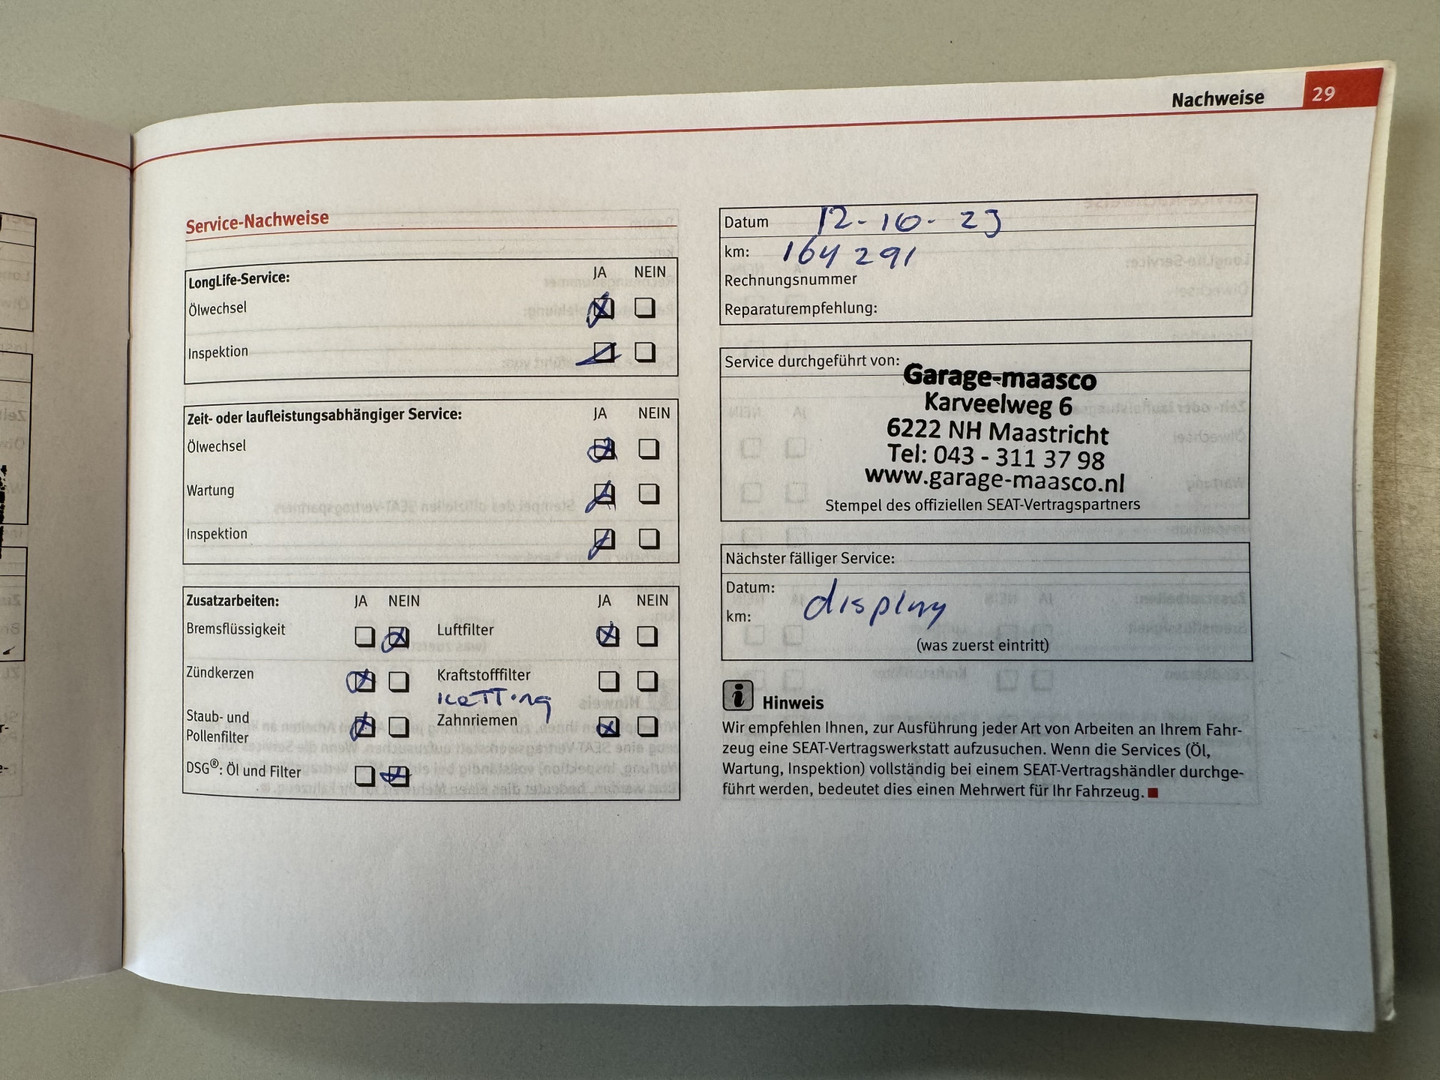 Nachweise 29
Service-Nachweise
LongLife-Service: JA NEIN
Ölwechsel
Inspektion
Zeit- oder laufleistungsabhängiger Service: JA NEIN
Ölwechsel
Wartung
Inspektion
Zusatzarbeiten: JA NEIN JA NEIN
Bremsflüssigkeit Luftfilter
Zündkerzen Kraftstofffilter
ketting
Staub- und Zahnriemen
Pollenfilter
DSG®: Öl und Filter
Datum 12-10-23
km: 164291
Rechnungsnummer
Reparaturempfehlung:
Service durchgeführt von:
Garage-maasco
Karveelweg 6
6222 NH Maastricht
Tel: 043 - 311 37 98
www.garage-maasco.nl
Stempel des offiziellen SEAT-Vertragspartners
Nächster fälliger Service:
Datum: display
km:
(was zuerst eintritt)
Hinweis
Wir empfehlen Ihnen, zur Ausführung jeder Art von Arbeiten an Ihrem Fahr-
zeug eine SEAT-Vertragswerkstatt aufzusuchen. Wenn die Services (Öl,
Wartung, Inspektion) vollständig bei einem SEAT-Vertragshändler durchge-
führt werden, bedeutet dies einen Mehrwert für Ihr Fahrzeug.